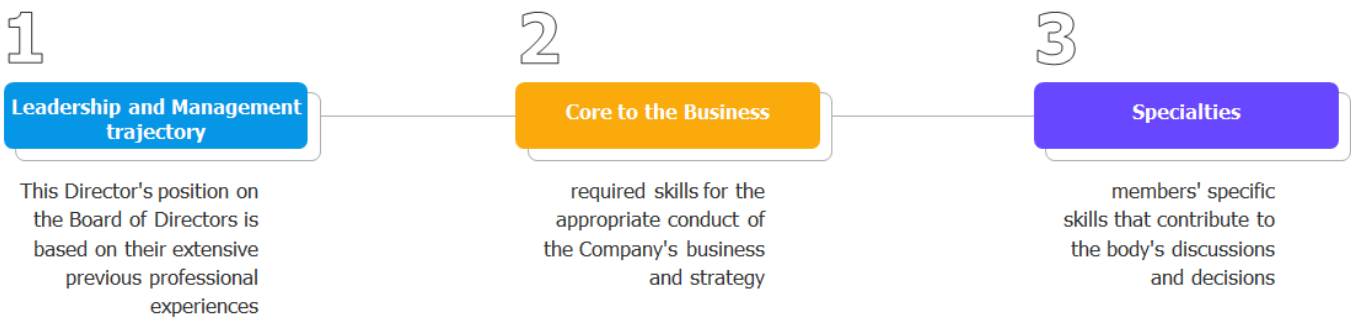 1
Leadership and Management
trajectory
This Director's position on
the Board of Directors is
based on their extensive
previous professional
experiences
2
Core to the Business
required skills for the
appropriate conduct of
the Company's business
and strategy
3
Specialties
members' specific
skills that contribute to
the body's discussions
and decisions